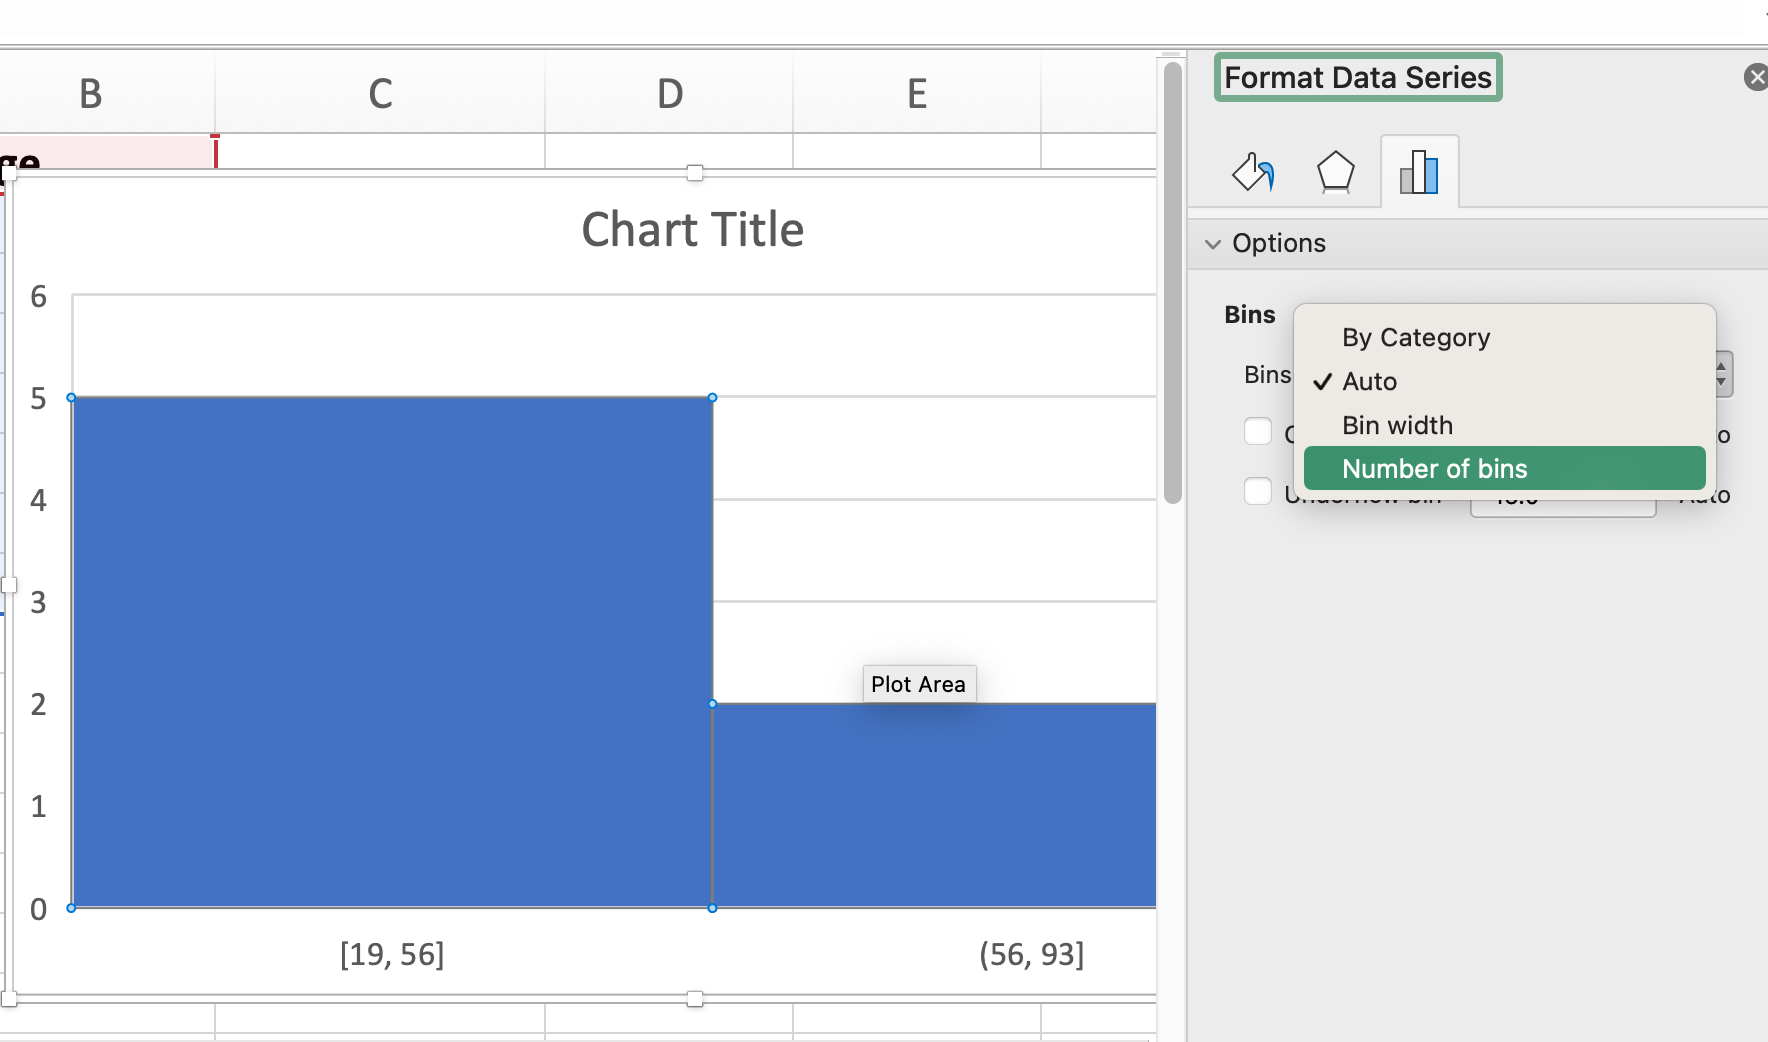 B C D E
Format Data Series
Chart Title
6
5
4
3
2
1
0
[19, 56] (56, 93]
Plot Area
Options
Bins
By Category
Bins ✓ Auto
Bin width
Number of bins